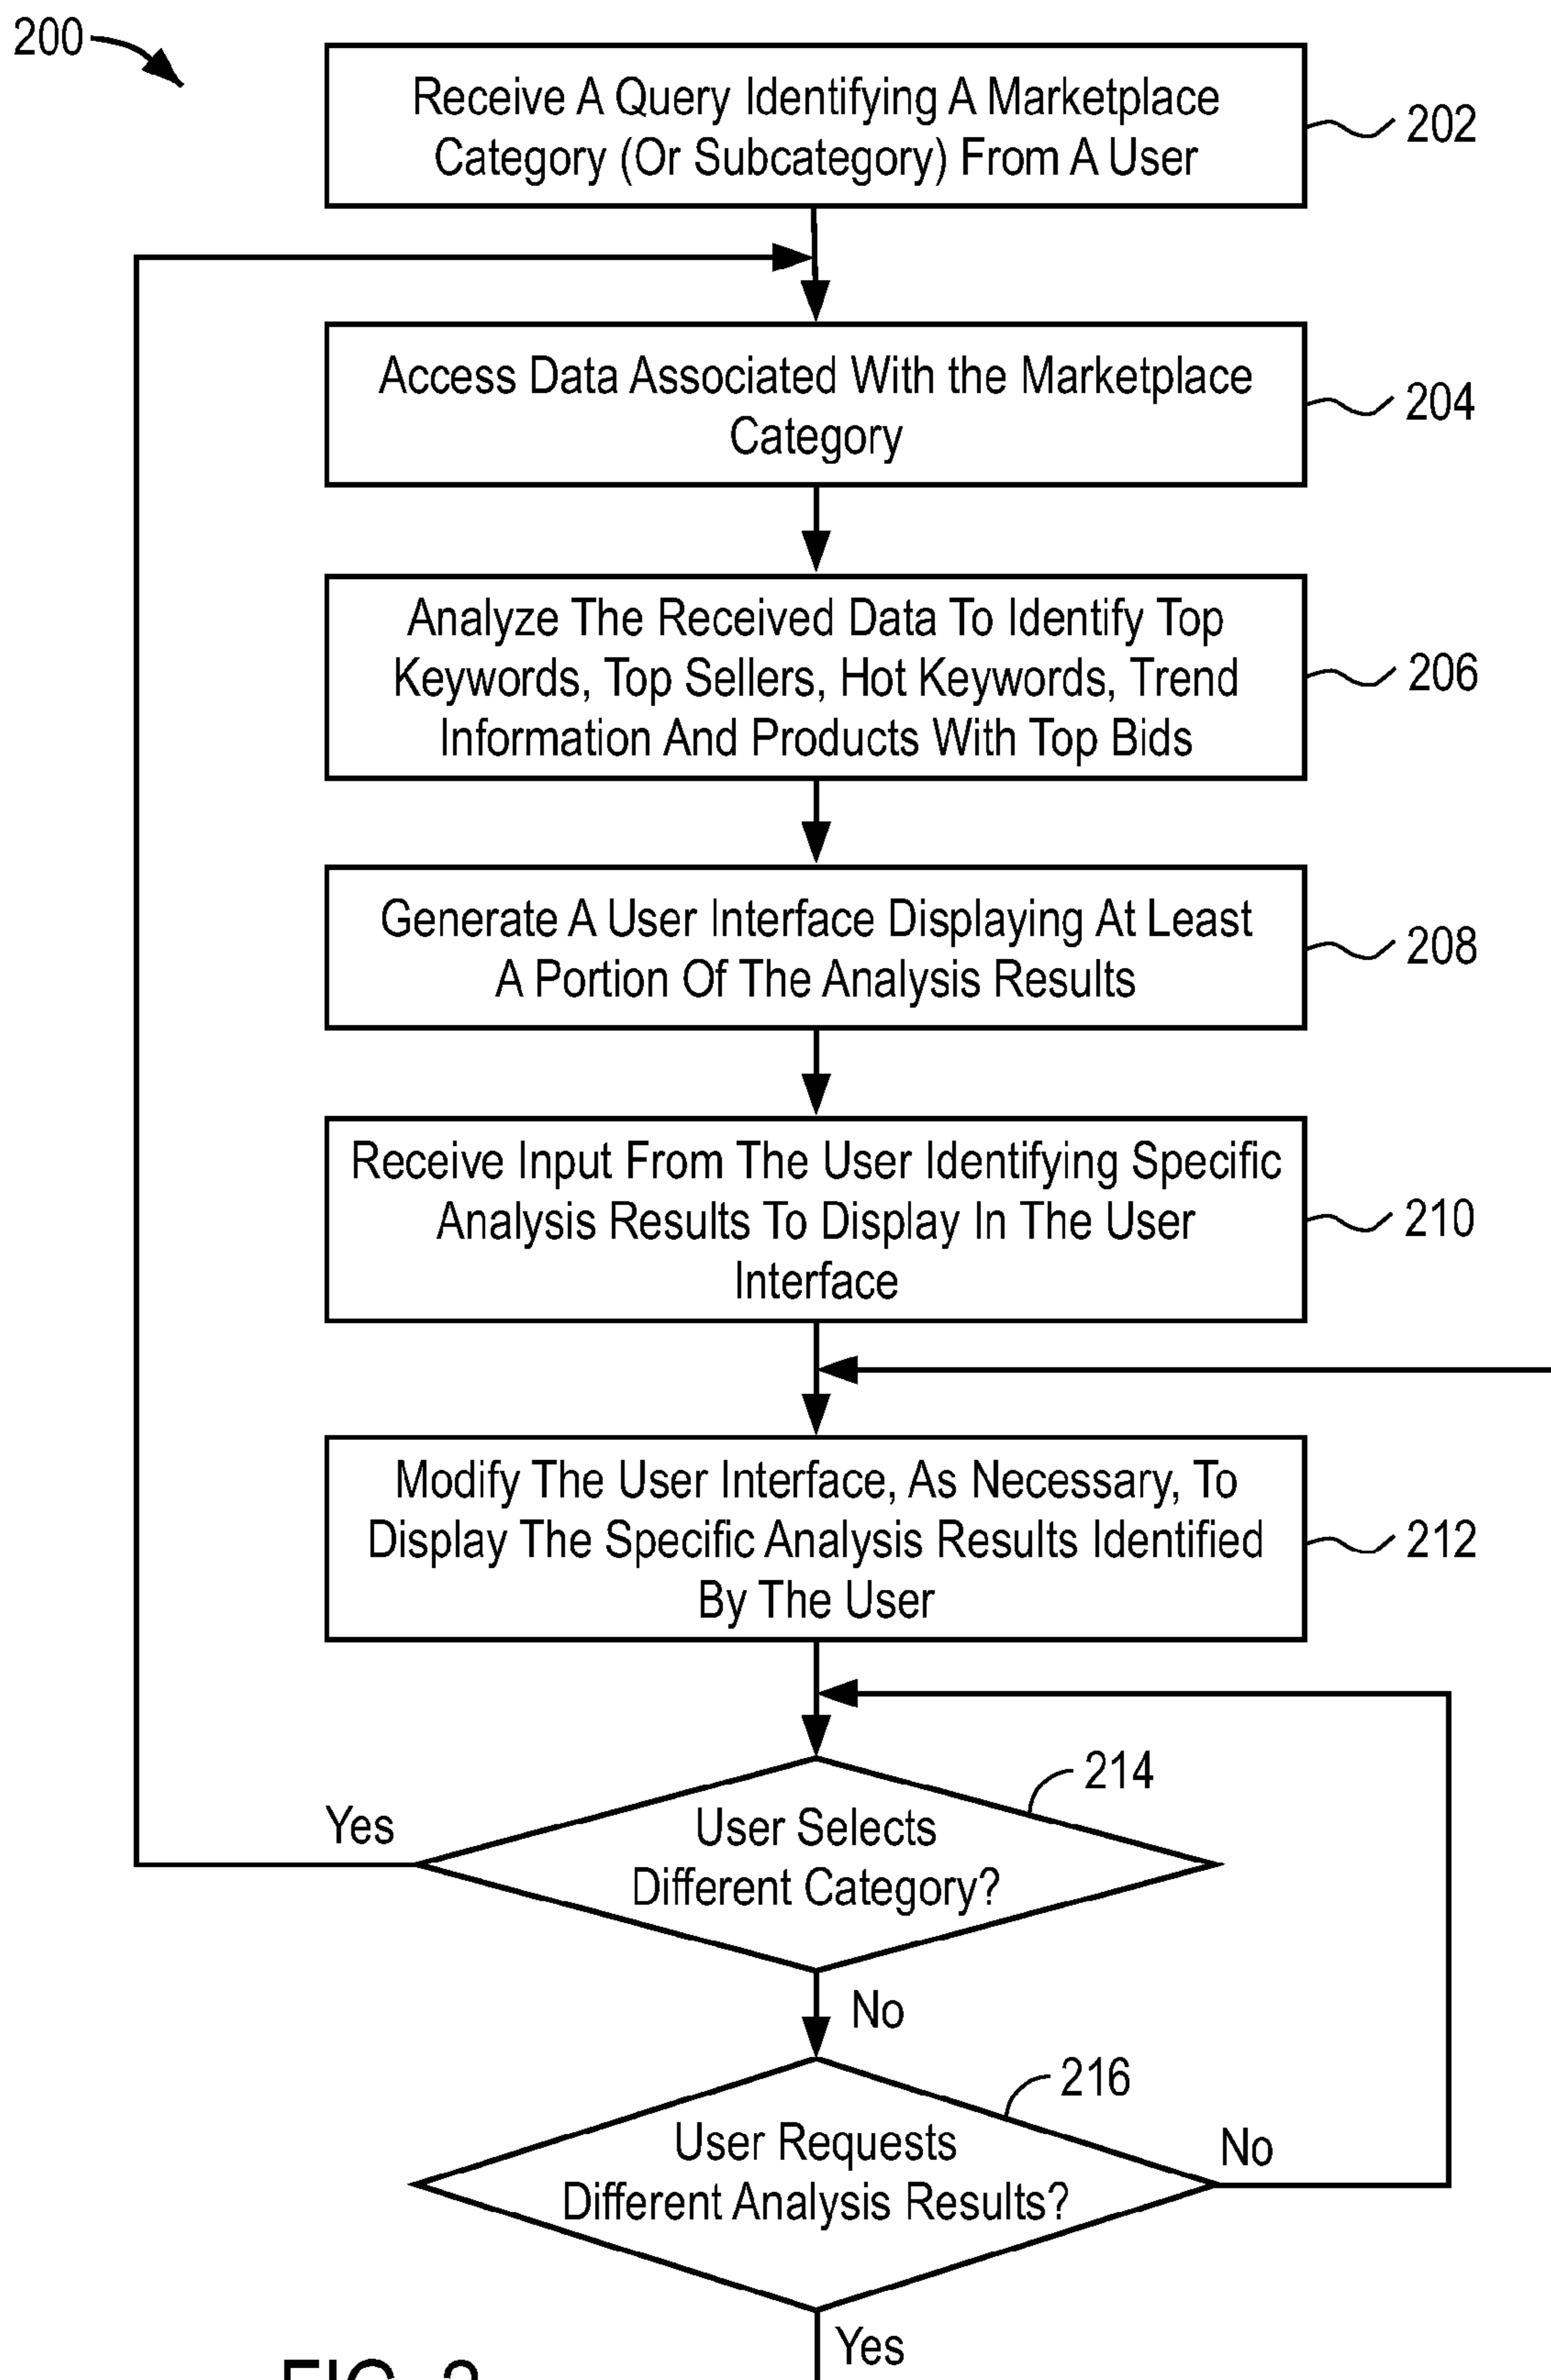 200
Receive A Query Identifying A Marketplace
Category (Or Subcategory) From A User
202
Access Data Associated With the Marketplace
Category
204
Analyze The Received Data To Identify Top
Keywords, Top Sellers, Hot Keywords, Trend
Information And Products With Top Bids
206
Generate A User Interface Displaying At Least
A Portion Of The Analysis Results
208
Receive Input From The User Identifying Specific
Analysis Results To Display In The User
Interface
210
Modify The User Interface, As Necessary, To
Display The Specific Analysis Results Identified
By The User
212
214
User Selects
Different Category?
Yes
No
216
User Requests
Different Analysis Results?
No
Yes
FIG.